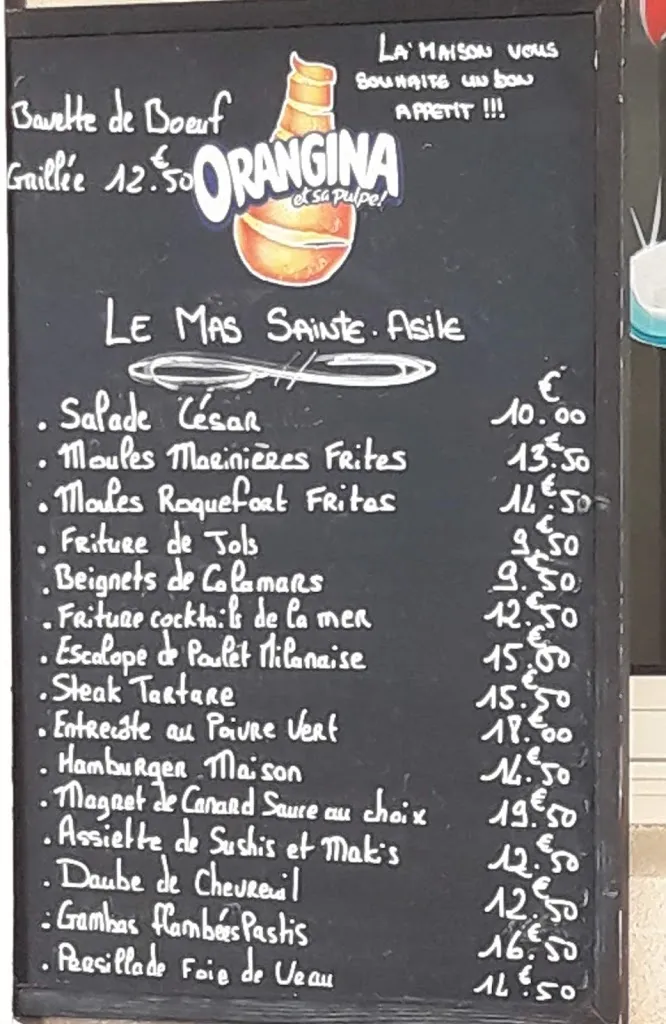 LA MAISON VOUS
SOUHAITE UN BON
APPETIT !!!
Bavette de Boeuf
Grillée 12.€50
ORANGINA
et sa pulpe!
LE MAS SAINTE.ASILE
€
. Salade César 10.00
. Moules Marinières Frites 13.€50
. Moules Roquefort Frites 14.€50
. Friture de Jols 9.€50
. Beignets de Calamars 9.€50
. Friture cocktails de la mer 12.€50
. Escalope de Poulet Milanaise 15.€00
. Steak Tartare 15.€50
. Entrecôte au Poivre Vert 18.€00
. Hamburger Maison 14.€50
. Magret de Canard Sauce au choix 19.€50
. Assiette de Sushis et Makis 12.€50
. Daube de Chevreuil 12.€50
. Gambas flambées Pastis 16.€50
. Persillade Foie de Veau 14.€50